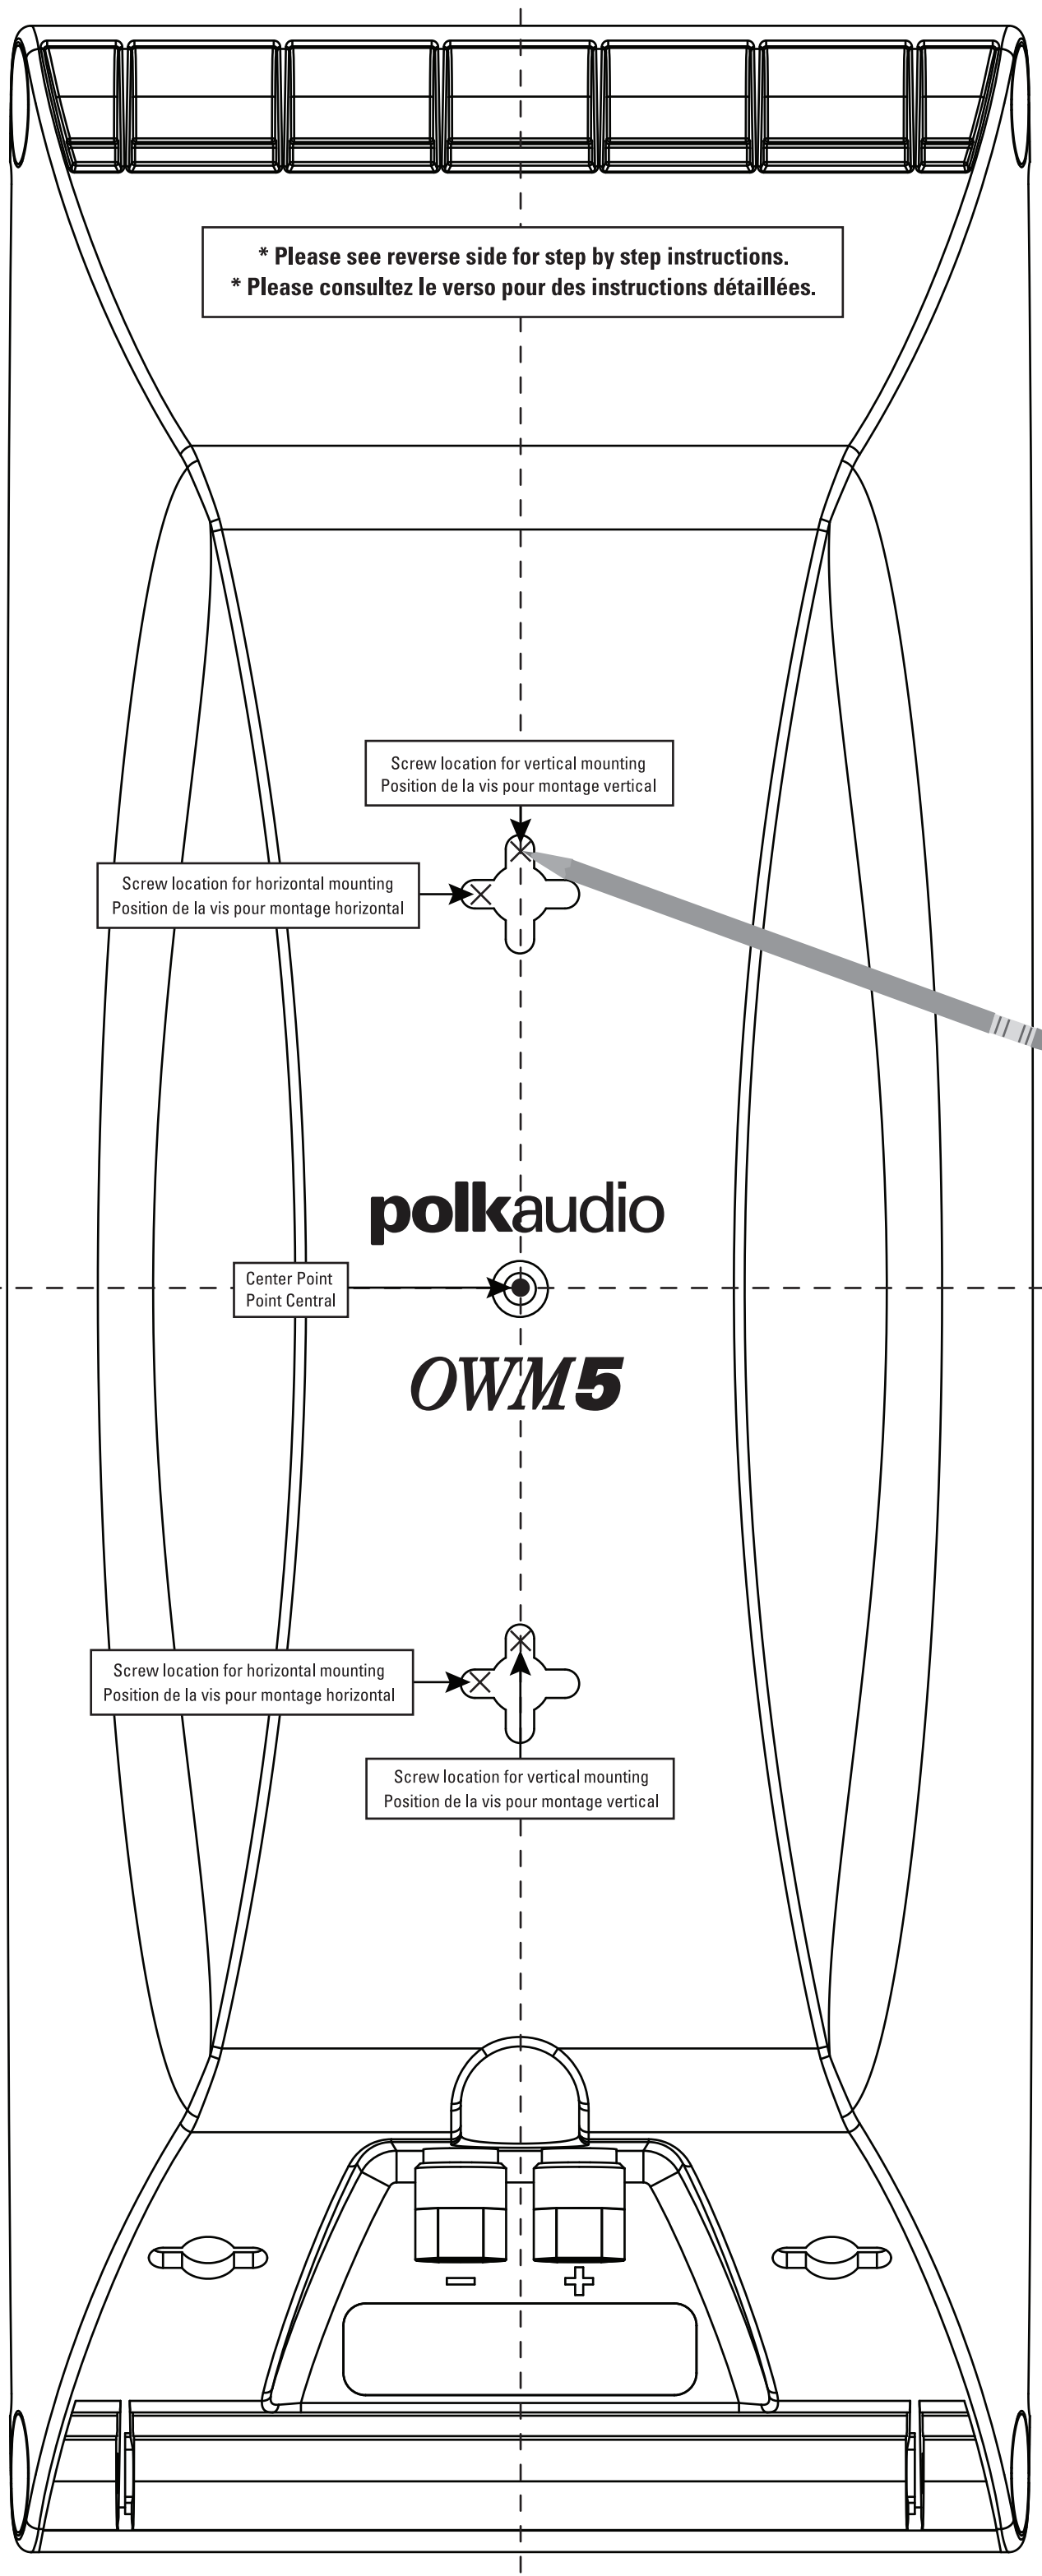 * Please see reverse side for step by step instructions.
* Please consultez le verso pour des instructions détaillées.
Screw location for vertical mounting
Position de la vis pour montage vertical
Screw location for horizontal mounting
Position de la vis pour montage horizontal
polkaudio
Center Point
Point Central
OWM5
Screw location for horizontal mounting
Position de la vis pour montage horizontal
Screw location for vertical mounting
Position de la vis pour montage vertical
− +